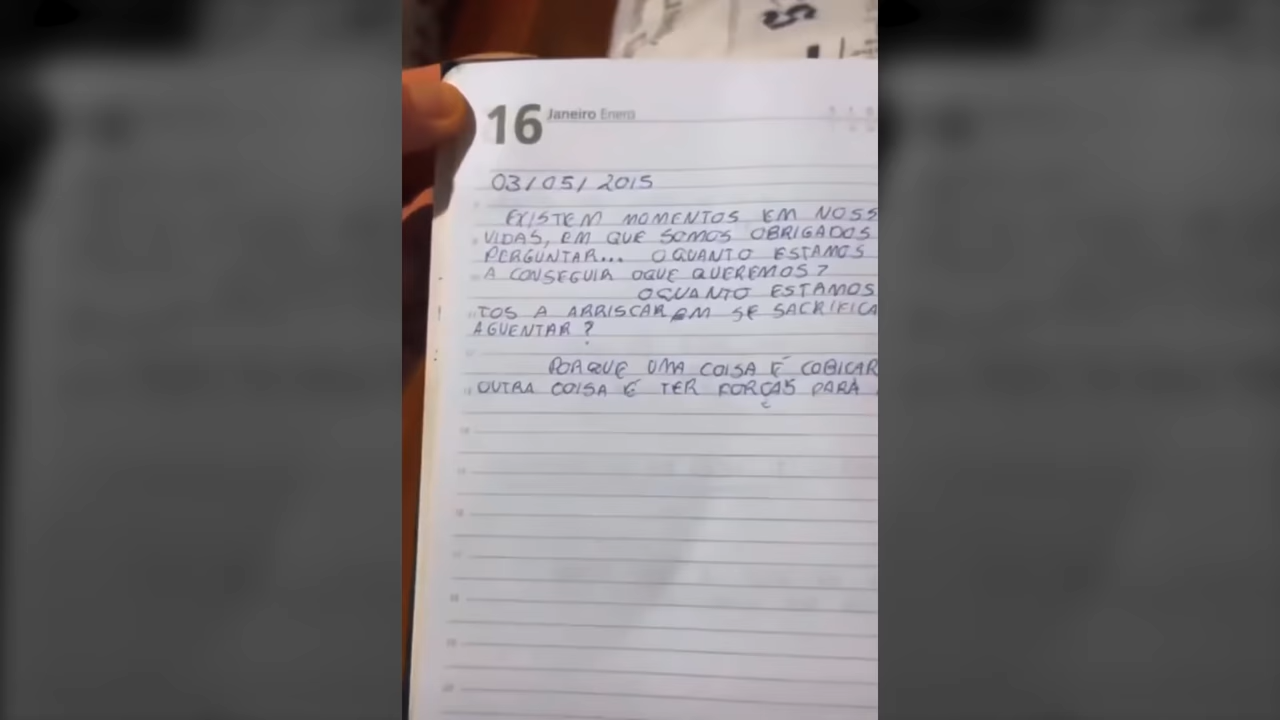 16 Janeiro Enero
03/05/2015
EXISTEM MOMENTOS EM NOSS
VIDAS, EM QUE SOMOS OBRIGADOS
PERGUNTAR... OQUANTO ESTAMOS
A CONSEGUIR OQUE QUEREMOS?
OQUANTO ESTAMOS
TOS A ARRISCAR EM SE SACRIFICA
AGUENTAR?
PORQUE UMA COISA É COBIÇAR
OUTRA COISA É TER FORÇAS PARA